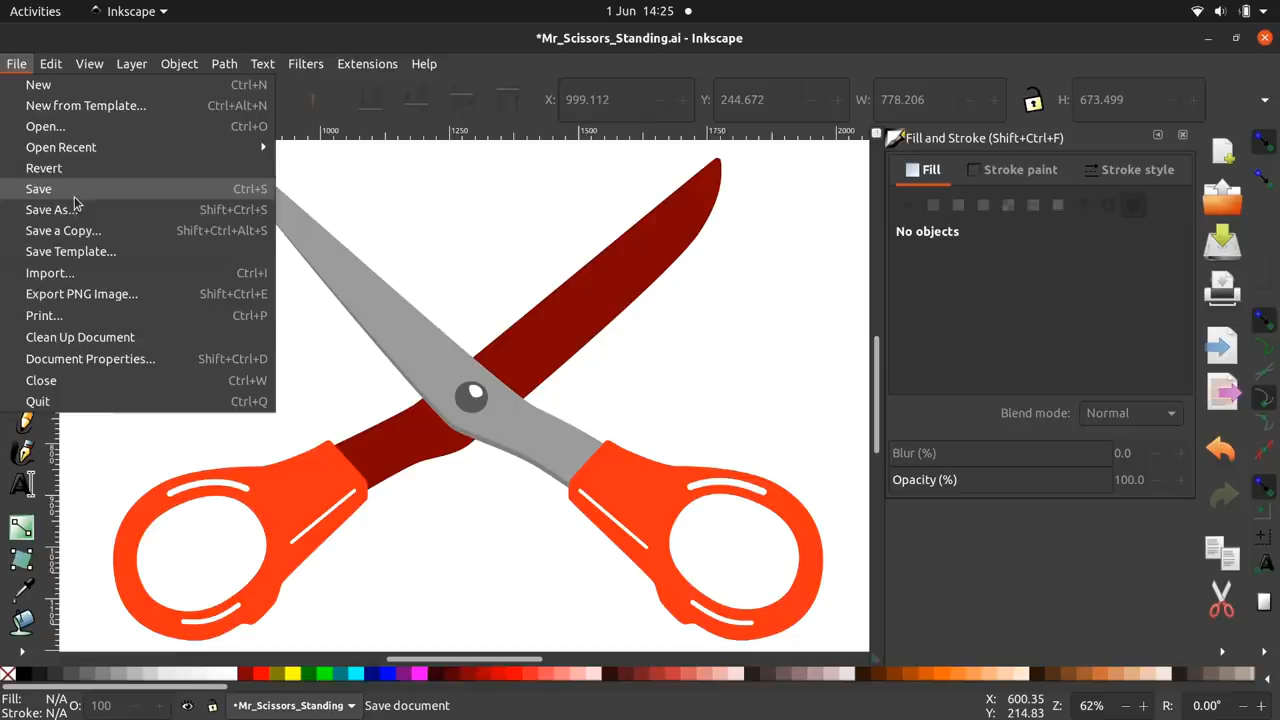 Activities Inkscape 1 Jun 14:25
*Mr_Scissors_Standing.ai - Inkscape
File Edit View Layer Object Path Text Filters Extensions Help
New Ctrl+N
New from Template... Ctrl+Alt+N
Open... Ctrl+O
Open Recent
Revert
Save Ctrl+S
Save As... Shift+Ctrl+S
Save a Copy... Shift+Ctrl+Alt+S
Save Template...
Import... Ctrl+I
Export PNG Image... Shift+Ctrl+E
Print... Ctrl+P
Clean Up Document
Document Properties... Shift+Ctrl+D
Close Ctrl+W
Quit Ctrl+Q
X: 999.112 Y: 244.672 W: 778.206 H: 673.499
1000 1250 1500 1750 2000
Fill and Stroke (Shift+Ctrl+F)
Fill Stroke paint Stroke style
No objects
Blend mode: Normal
Blur (%) 0.0
Opacity (%) 100.0
Fill: N/A O: 100 *Mr_Scissors_Standing Save document X: 600.35 Z: 62% R: 0.00°
Stroke: N/A Y: 214.83